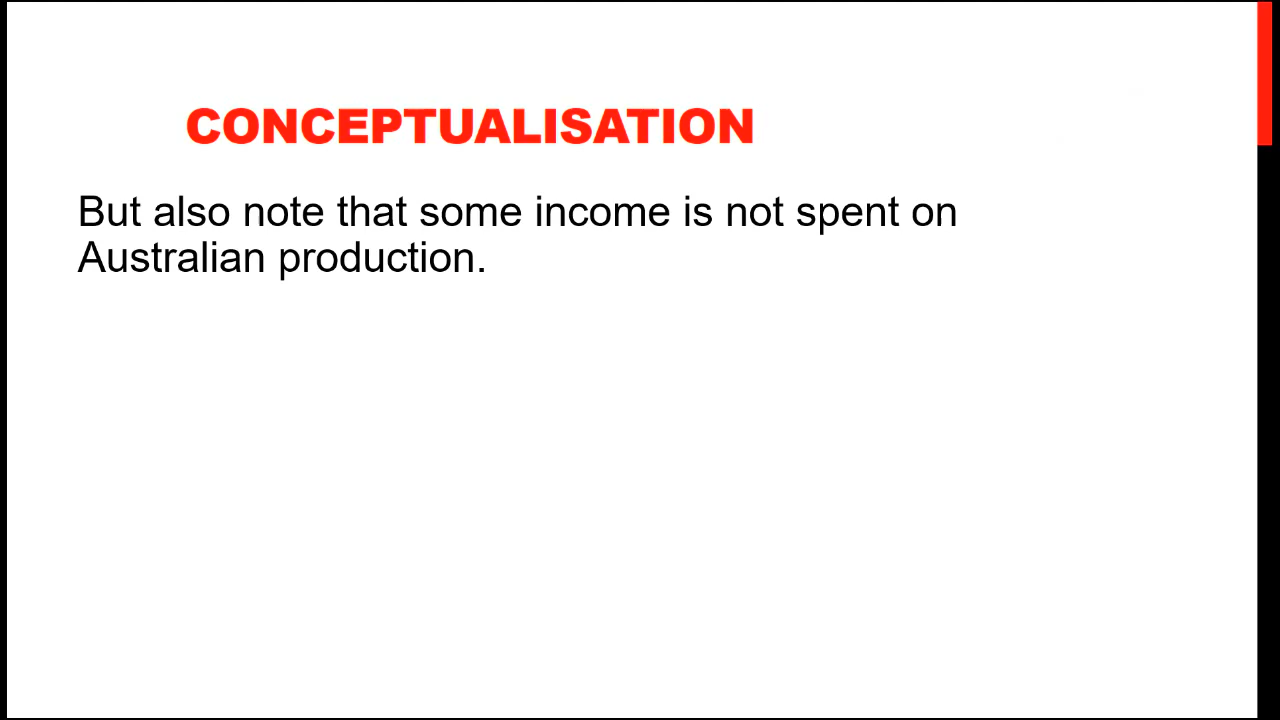 CONCEPTUALISATION
But also note that some income is not spent on
Australian production.